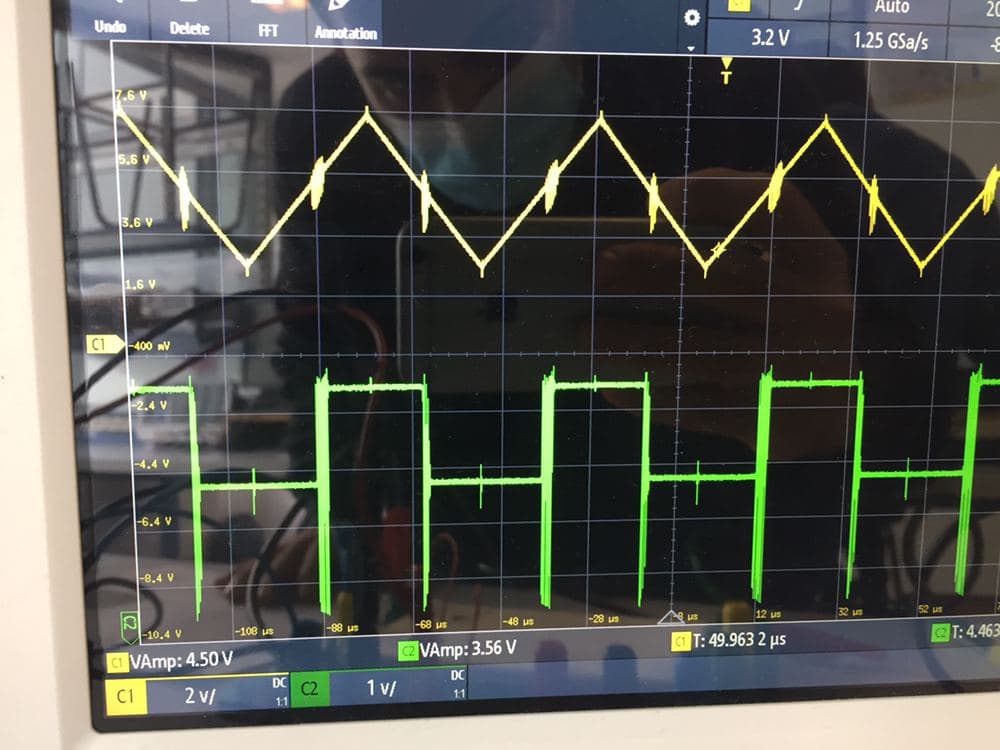 Undo Delete FFT Annotation
3.2 V
Auto
1.25 GSa/s
T
7.6 V
5.6 V
3.6 V
1.6 V
C1
-400 mV
-2.4 V
-4.4 V
-6.4 V
-8.4 V
-10.4 V
C2
-108 µs -88 µs -68 µs -48 µs -28 µs -8 µs 12 µs 32 µs 52 µs
C1 VAmp: 4.50 V C2 VAmp: 3.56 V C1 T: 49.963 2 µs C2 T: 4.463
C1 2 v/ DC 1:1 C2 1 v/ DC 1:1